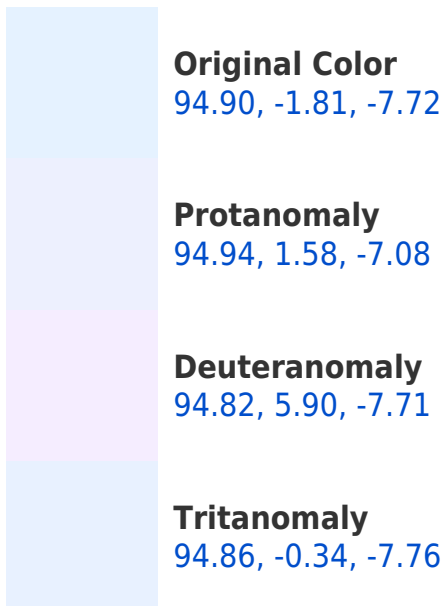 Original Color
94.90, -1.81, -7.72
Protanomaly
94.94, 1.58, -7.08
Deuteranomaly
94.82, 5.90, -7.71
Tritanomaly
94.86, -0.34, -7.76